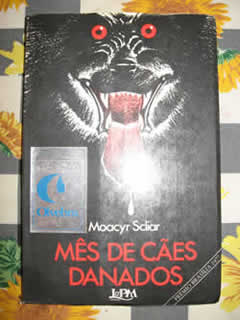 Moacyr Scliar
MÊS DE CÃES
DANADOS
L&PM